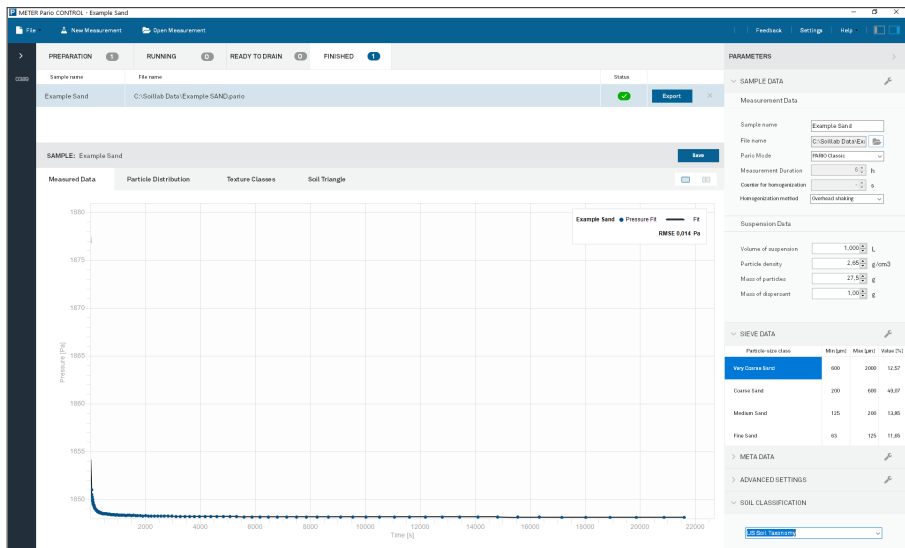 METER Pario CONTROL - Example Sand
File
New Measurement
Open Measurement
Feedback
Settings
Help
PREPARATION 1
RUNNING 0
READY TO DRAIN 0
FINISHED 1
Sample name
File name
Status
Example Sand
C:\Soillab Data\Example SAND.pario
Export
SAMPLE: Example Sand
Save
Measured Data
Particle Distribution
Texture Classes
Soil Triangle
Example Sand Pressure Fit Fit
RMSE 0,014 Pa
Pressure [Pa]
1880
1875
1870
1865
1860
1855
1850
2000 4000 6000 8000 10000 12000 14000 16000 18000 20000 22000
Time [s]
PARAMETERS
SAMPLE DATA
Measurement Data
Sample name Example Sand
File name C:\Soillab Data\Ex
Pario Mode PARIO Classic
Measurement Duration 6 h
Counter for homogenization - s
Homogenization method Overhead shaking
Suspension Data
Volume of suspension 1,000 L
Particle density 2,65 g/cm3
Mass of particles 27,5 g
Mass of dispersant 1,00 g
SIEVE DATA
Particle-size class Min [µm] Max [µm] Value [%]
Very Coarse Sand 600 2000 12,57
Coarse Sand 200 600 49,07
Medium Sand 125 200 13,85
Fine Sand 63 125 11,65
META DATA
ADVANCED SETTINGS
SOIL CLASSIFICATION
US Soil Taxonomy